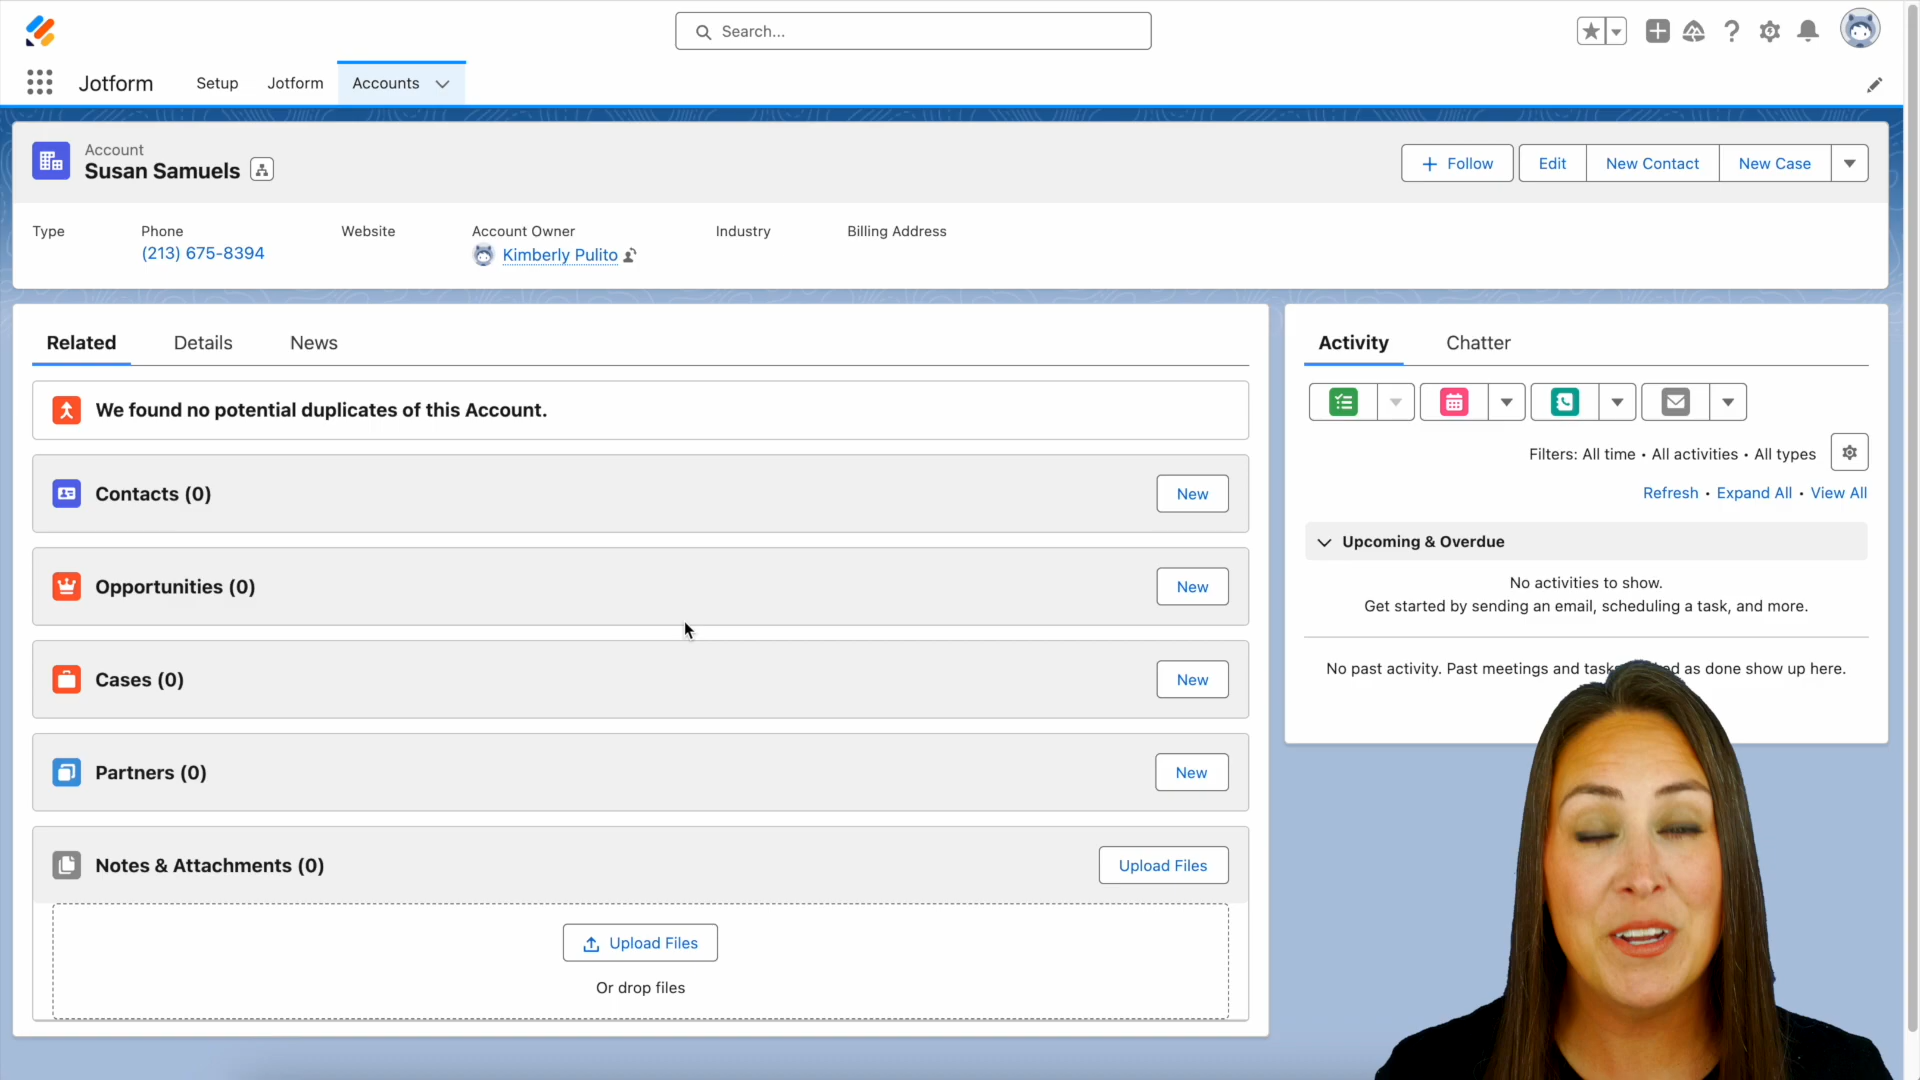 Search...
Jotform
Setup
Jotform
Accounts
Account
Susan Samuels
Follow
Edit
New Contact
New Case
Type
Phone
(213) 675-8394
Website
Account Owner
Kimberly Pulito
Industry
Billing Address
Related
Details
News
We found no potential duplicates of this Account.
Contacts (0)
New
Opportunities (0)
New
Cases (0)
New
Partners (0)
New
Notes & Attachments (0)
Upload Files
Upload Files
Or drop files
Activity
Chatter
Filters: All time • All activities • All types
Refresh • Expand All • View All
Upcoming & Overdue
No activities to show.
Get started by sending an email, scheduling a task, and more.
No past activity. Past meetings and tasks as done show up here.